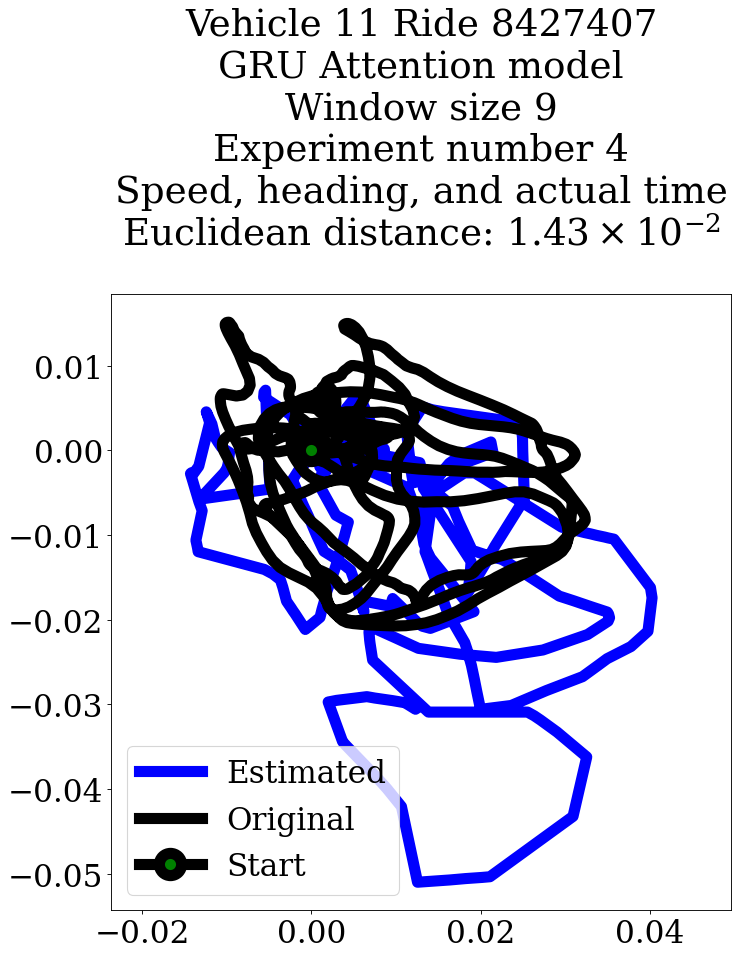 Vehicle 11 Ride 8427407
GRU Attention model
Window size 9
Experiment number 4
Speed, heading, and actual time
Euclidean distance: 1.43 × 10⁻²
0.01
0.00
−0.01
−0.02
−0.03
−0.04
−0.05
Estimated
Original
Start
−0.02
0.00
0.02
0.04